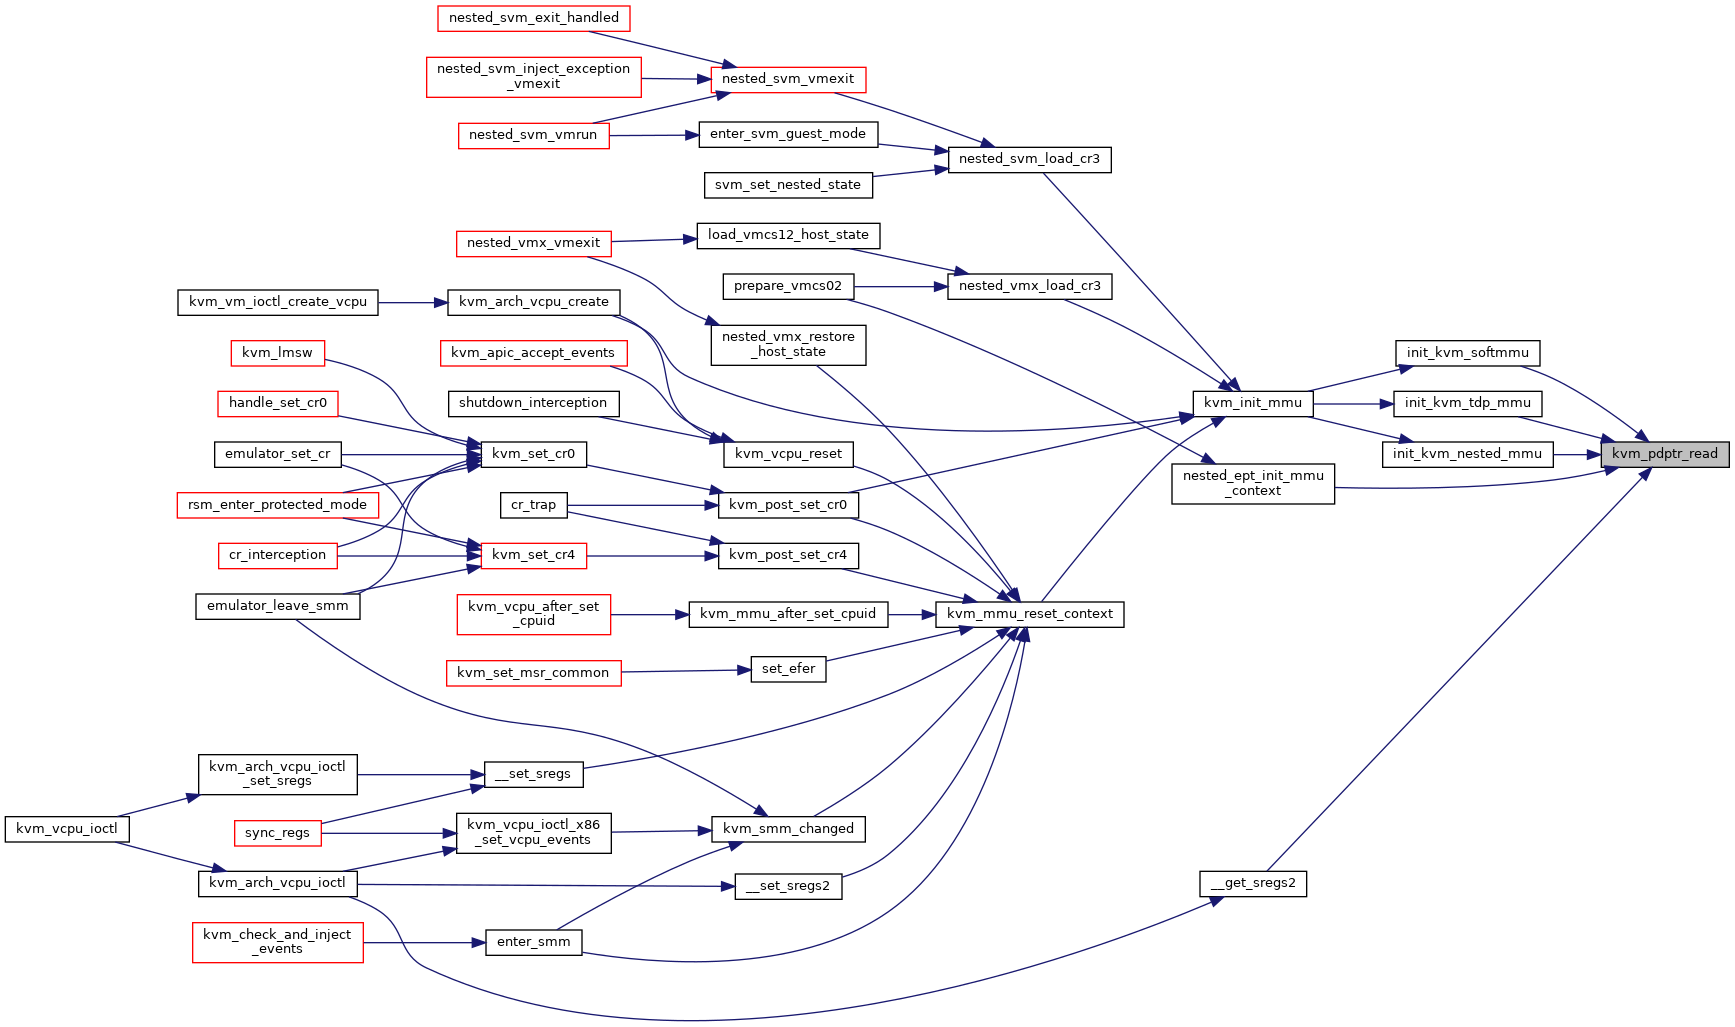 nested_svm_exit_handled
nested_svm_inject_exception
_vmexit
nested_svm_vmexit
nested_svm_vmrun
enter_svm_guest_mode
nested_svm_load_cr3
svm_set_nested_state
nested_vmx_vmexit
load_vmcs12_host_state
prepare_vmcs02
nested_vmx_load_cr3
kvm_vm_ioctl_create_vcpu
kvm_arch_vcpu_create
nested_vmx_restore
_host_state
kvm_lmsw
kvm_apic_accept_events
init_kvm_softmmu
handle_set_cr0
shutdown_interception
kvm_init_mmu
init_kvm_tdp_mmu
emulator_set_cr
kvm_set_cr0
kvm_vcpu_reset
init_kvm_nested_mmu
kvm_pdptr_read
nested_ept_init_mmu
_context
rsm_enter_protected_mode
cr_trap
kvm_post_set_cr0
cr_interception
kvm_set_cr4
kvm_post_set_cr4
emulator_leave_smm
kvm_vcpu_after_set
_cpuid
kvm_mmu_after_set_cpuid
kvm_mmu_reset_context
kvm_set_msr_common
set_efer
kvm_arch_vcpu_ioctl
_set_sregs
__set_sregs
kvm_vcpu_ioctl
sync_regs
kvm_vcpu_ioctl_x86
_set_vcpu_events
kvm_smm_changed
kvm_arch_vcpu_ioctl
__set_sregs2
__get_sregs2
kvm_check_and_inject
_events
enter_smm